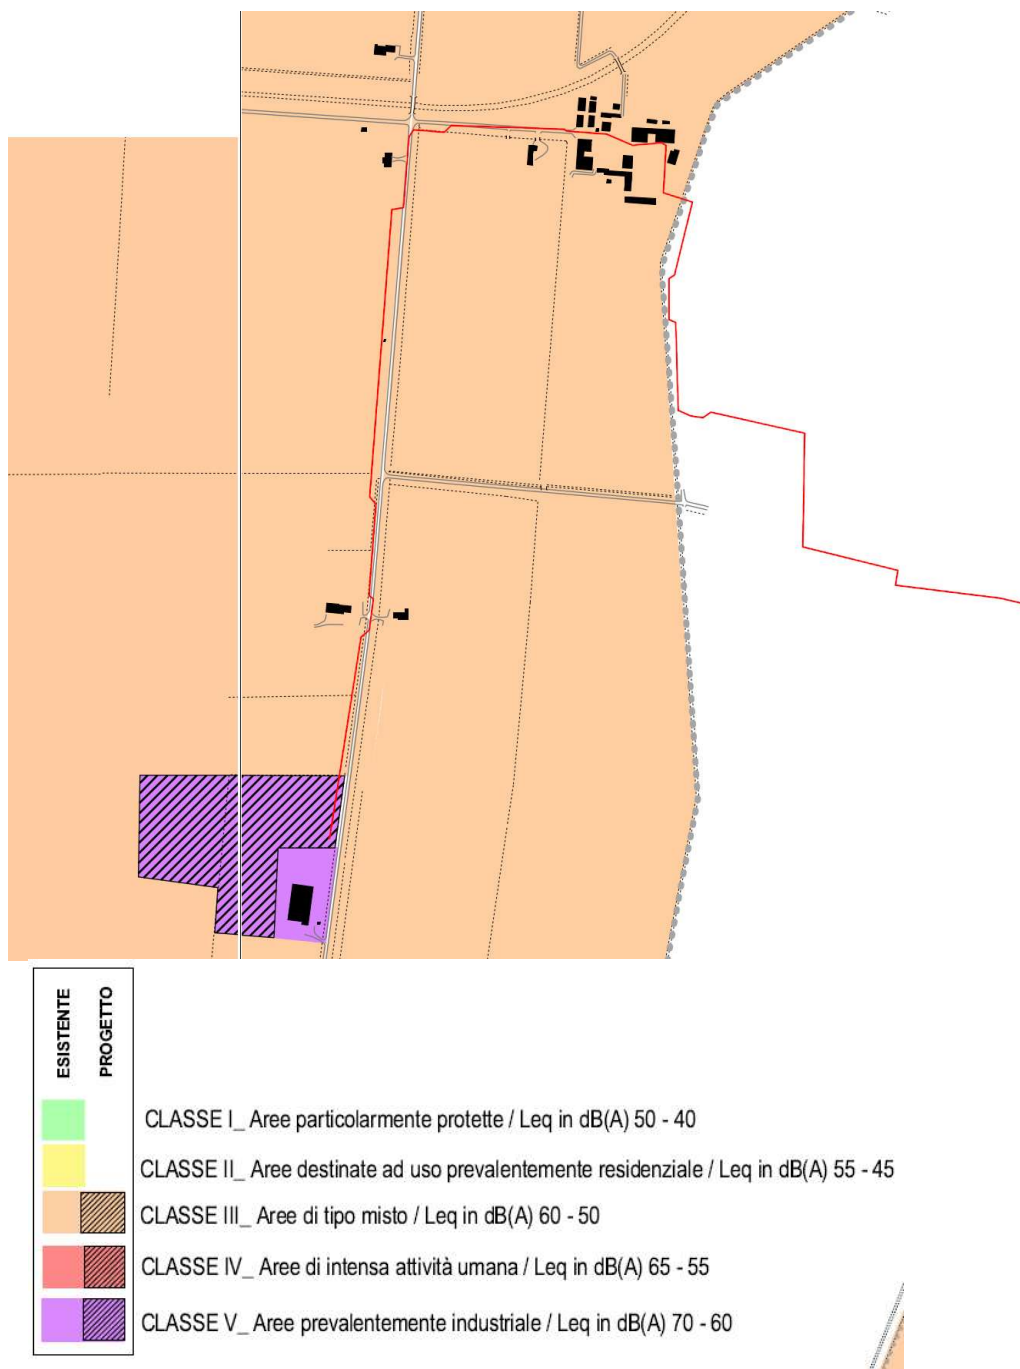 ESISTENTE
PROGETTO
CLASSE I_ Aree particolarmente protette / Leq in dB(A) 50 - 40
CLASSE II_ Aree destinate ad uso prevalentemente residenziale / Leq in dB(A) 55 - 45
CLASSE III_ Aree di tipo misto / Leq in dB(A) 60 - 50
CLASSE IV_ Aree di intensa attività umana / Leq in dB(A) 65 - 55
CLASSE V_ Aree prevalentemente industriale / Leq in dB(A) 70 - 60